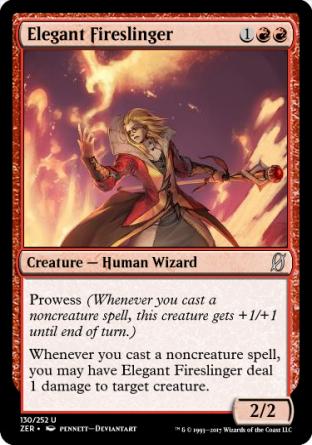 Elegant Fireslinger 1
Creature — Human Wizard
Prowess (Whenever you cast a
noncreature spell, this creature gets +1/+1
until end of turn.)
Whenever you cast a noncreature spell,
you may have Elegant Fireslinger deal
1 damage to target creature.
2/2
130/252 U
ZER • PENNETT—DEVIANTART
™ & © 1993–2017 Wizards of the Coast LLC